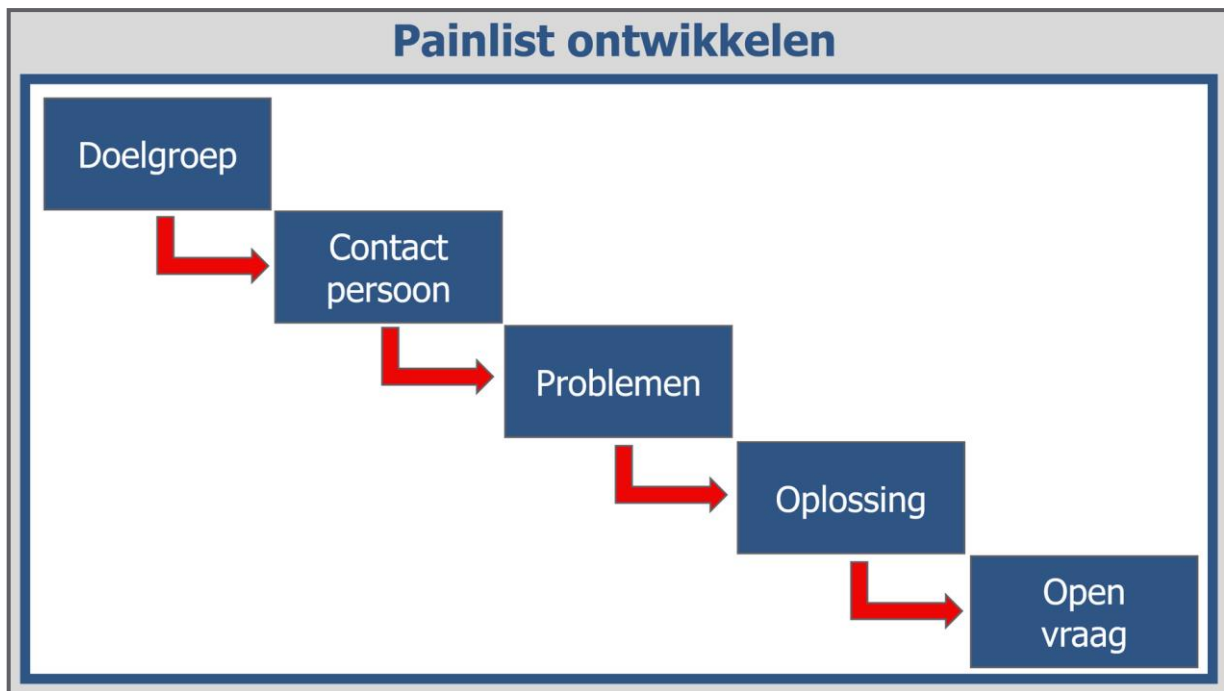 Painlist ontwikkelen
Doelgroep
Contact
persoon
Problemen
Oplossing
Open
vraag